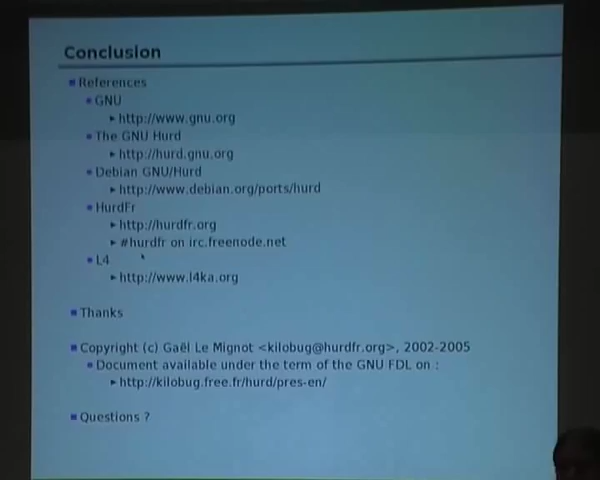 Conclusion
References
GNU
http://www.gnu.org
The GNU Hurd
http://hurd.gnu.org
Debian GNU/Hurd
http://www.debian.org/ports/hurd
HurdFr
http://hurdfr.org
#hurdfr on irc.freenode.net
L4
http://www.l4ka.org
Thanks
Copyright (c) Gaël Le Mignot <kilobug@hurdfr.org>, 2002-2005
Document available under the term of the GNU FDL on :
http://kilobug.free.fr/hurd/pres-en/
Questions ?